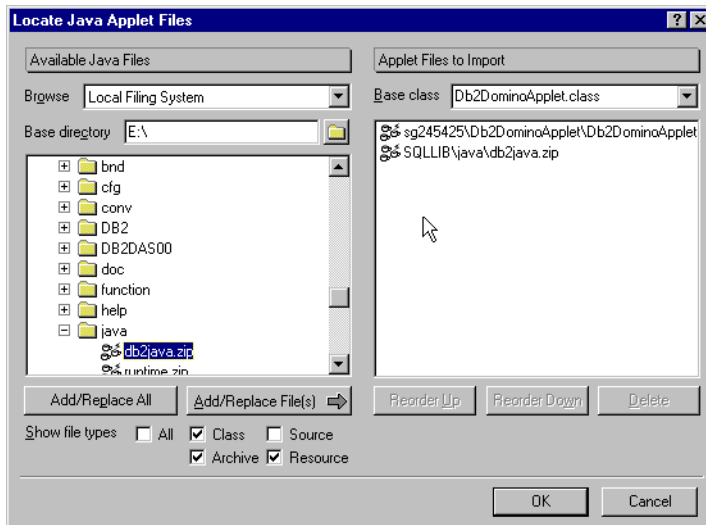 Locate Java Applet Files
Available Java Files
Browse Local Filing System
Base directory E:\
bnd
cfg
conv
DB2
DB2DAS00
doc
function
help
java
db2java.zip
runtime.zip
Add/Replace All Add/Replace File(s)
Show file types All Class Source
Archive Resource
Applet Files to Import
Base class Db2DominoApplet.class
sg245425\Db2DominoApplet\Db2DominoApplet
SQLLIB\java\db2java.zip
Reorder Up Reorder Down Delete
OK Cancel